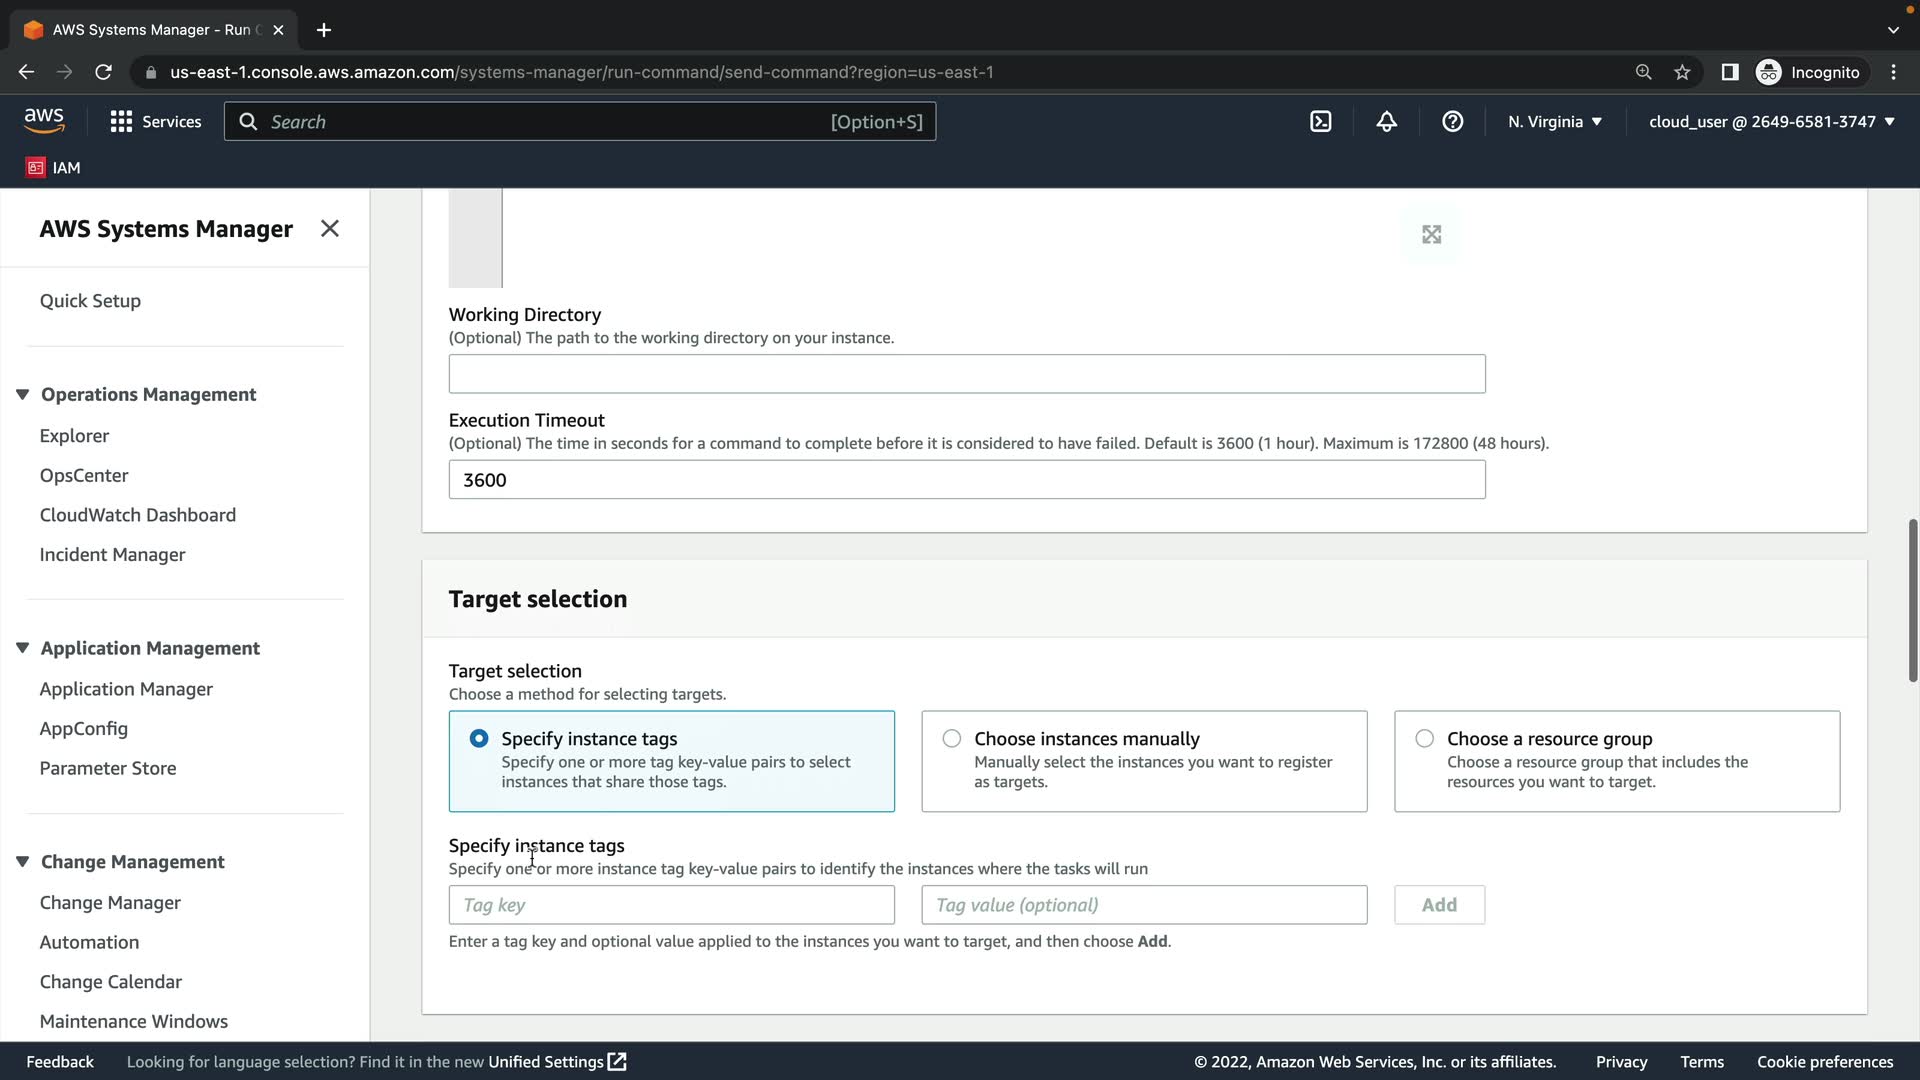 AWS Systems Manager - Run
us-east-1.console.aws.amazon.com/systems-manager/run-command/send-command?region=us-east-1
Incognito
aws
Services
Search
[Option+S]
N. Virginia
cloud_user @ 2649-6581-3747
IAM
AWS Systems Manager
Quick Setup
Operations Management
Explorer
OpsCenter
CloudWatch Dashboard
Incident Manager
Application Management
Application Manager
AppConfig
Parameter Store
Change Management
Change Manager
Automation
Change Calendar
Maintenance Windows
Working Directory
(Optional) The path to the working directory on your instance.
Execution Timeout
(Optional) The time in seconds for a command to complete before it is considered to have failed. Default is 3600 (1 hour). Maximum is 172800 (48 hours).
3600
Target selection
Target selection
Choose a method for selecting targets.
Specify instance tags
Specify one or more tag key-value pairs to select
instances that share those tags.
Choose instances manually
Manually select the instances you want to register
as targets.
Choose a resource group
Choose a resource group that includes the
resources you want to target.
Specify instance tags
Specify one or more instance tag key-value pairs to identify the instances where the tasks will run
Tag key
Tag value (optional)
Add
Enter a tag key and optional value applied to the instances you want to target, and then choose Add.
Feedback
Looking for language selection? Find it in the new Unified Settings
© 2022, Amazon Web Services, Inc. or its affiliates.
Privacy
Terms
Cookie preferences